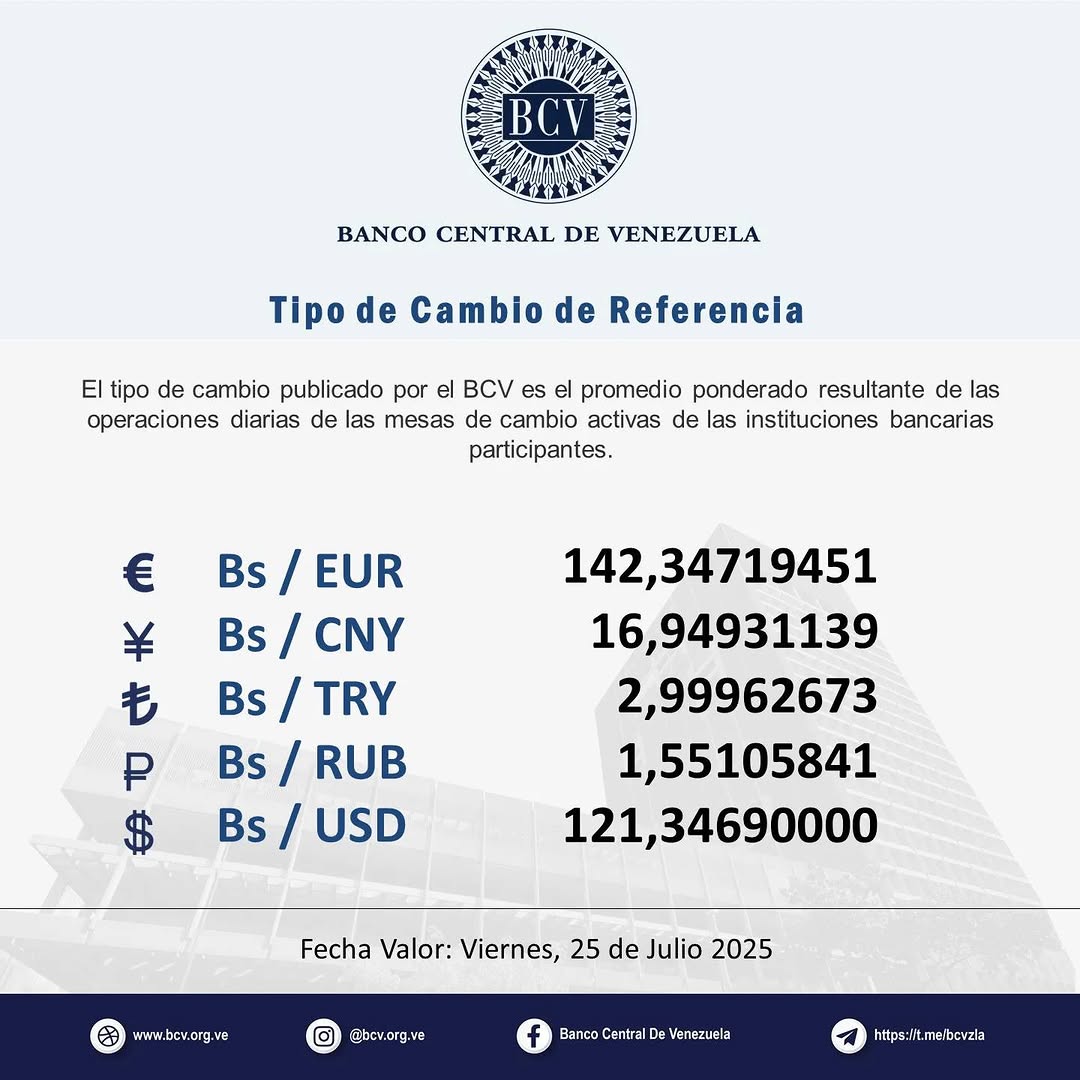 BCV
BANCO CENTRAL DE VENEZUELA
Tipo de Cambio de Referencia
El tipo de cambio publicado por el BCV es el promedio ponderado resultante de las
operaciones diarias de las mesas de cambio activas de las instituciones bancarias
participantes.
€ Bs / EUR 142,34719451
¥ Bs / CNY 16,94931139
₺ Bs / TRY 2,99962673
₽ Bs / RUB 1,55105841
$ Bs / USD 121,34690000
Fecha Valor: Viernes, 25 de Julio 2025
www.bcv.org.ve @bcv.org.ve Banco Central De Venezuela https://t.me/bcvzla